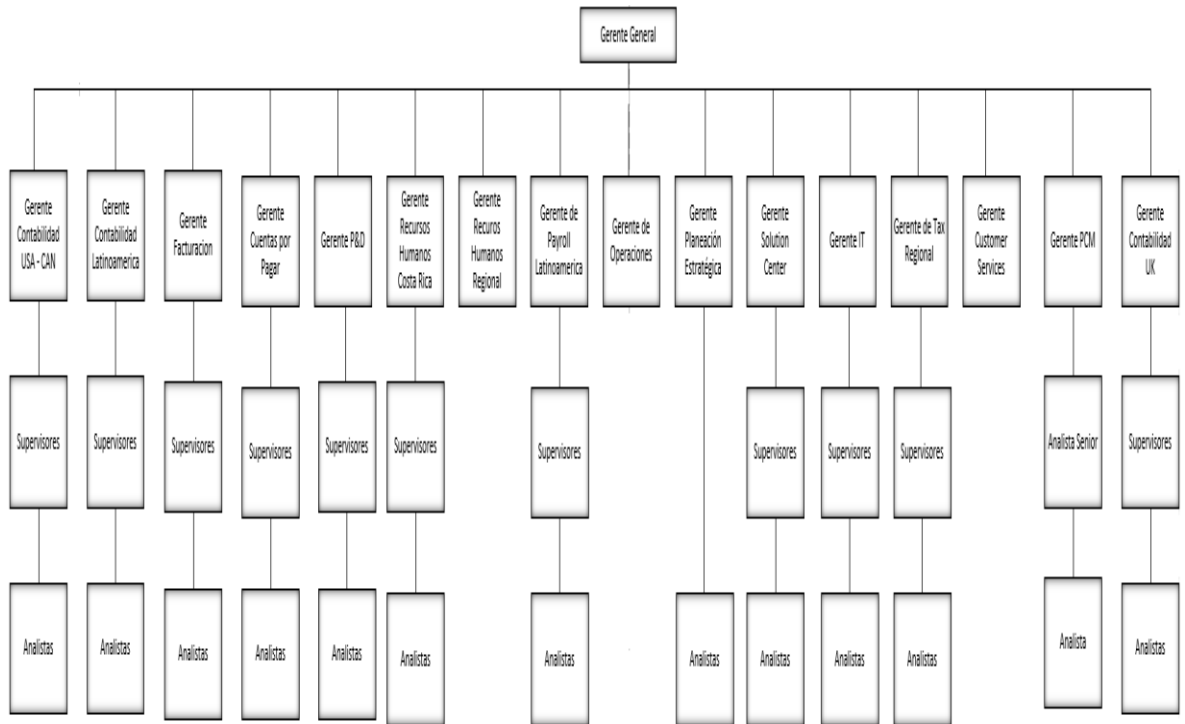 Gerente General
Gerente
Contabilidad
USA - CAN
Gerente
Contabilidad
Latinoamerica
Gerente
Facturacion
Gerente
Cuentas por
Pagar
Gerente P&D
Gerente
Recursos
Humanos
Costa Rica
Gerente
Recuros
Humanos
Regional
Gerente de
Payroll
Latinoamerica
Gerente de
Operaciones
Gerente
Planeación
Estratégica
Gerente
Solution
Center
Gerente IT
Gerente de Tax
Regional
Gerente
Customer
Services
Gerente PCM
Gerente
Contabilidad
UK
Supervisores
Supervisores
Supervisores
Supervisores
Supervisores
Supervisores
Supervisores
Supervisores
Supervisores
Supervisores
Analista Senior
Supervisores
Analistas
Analistas
Analistas
Analistas
Analistas
Analistas
Analistas
Analistas
Analistas
Analistas
Analistas
Analista
Analistas